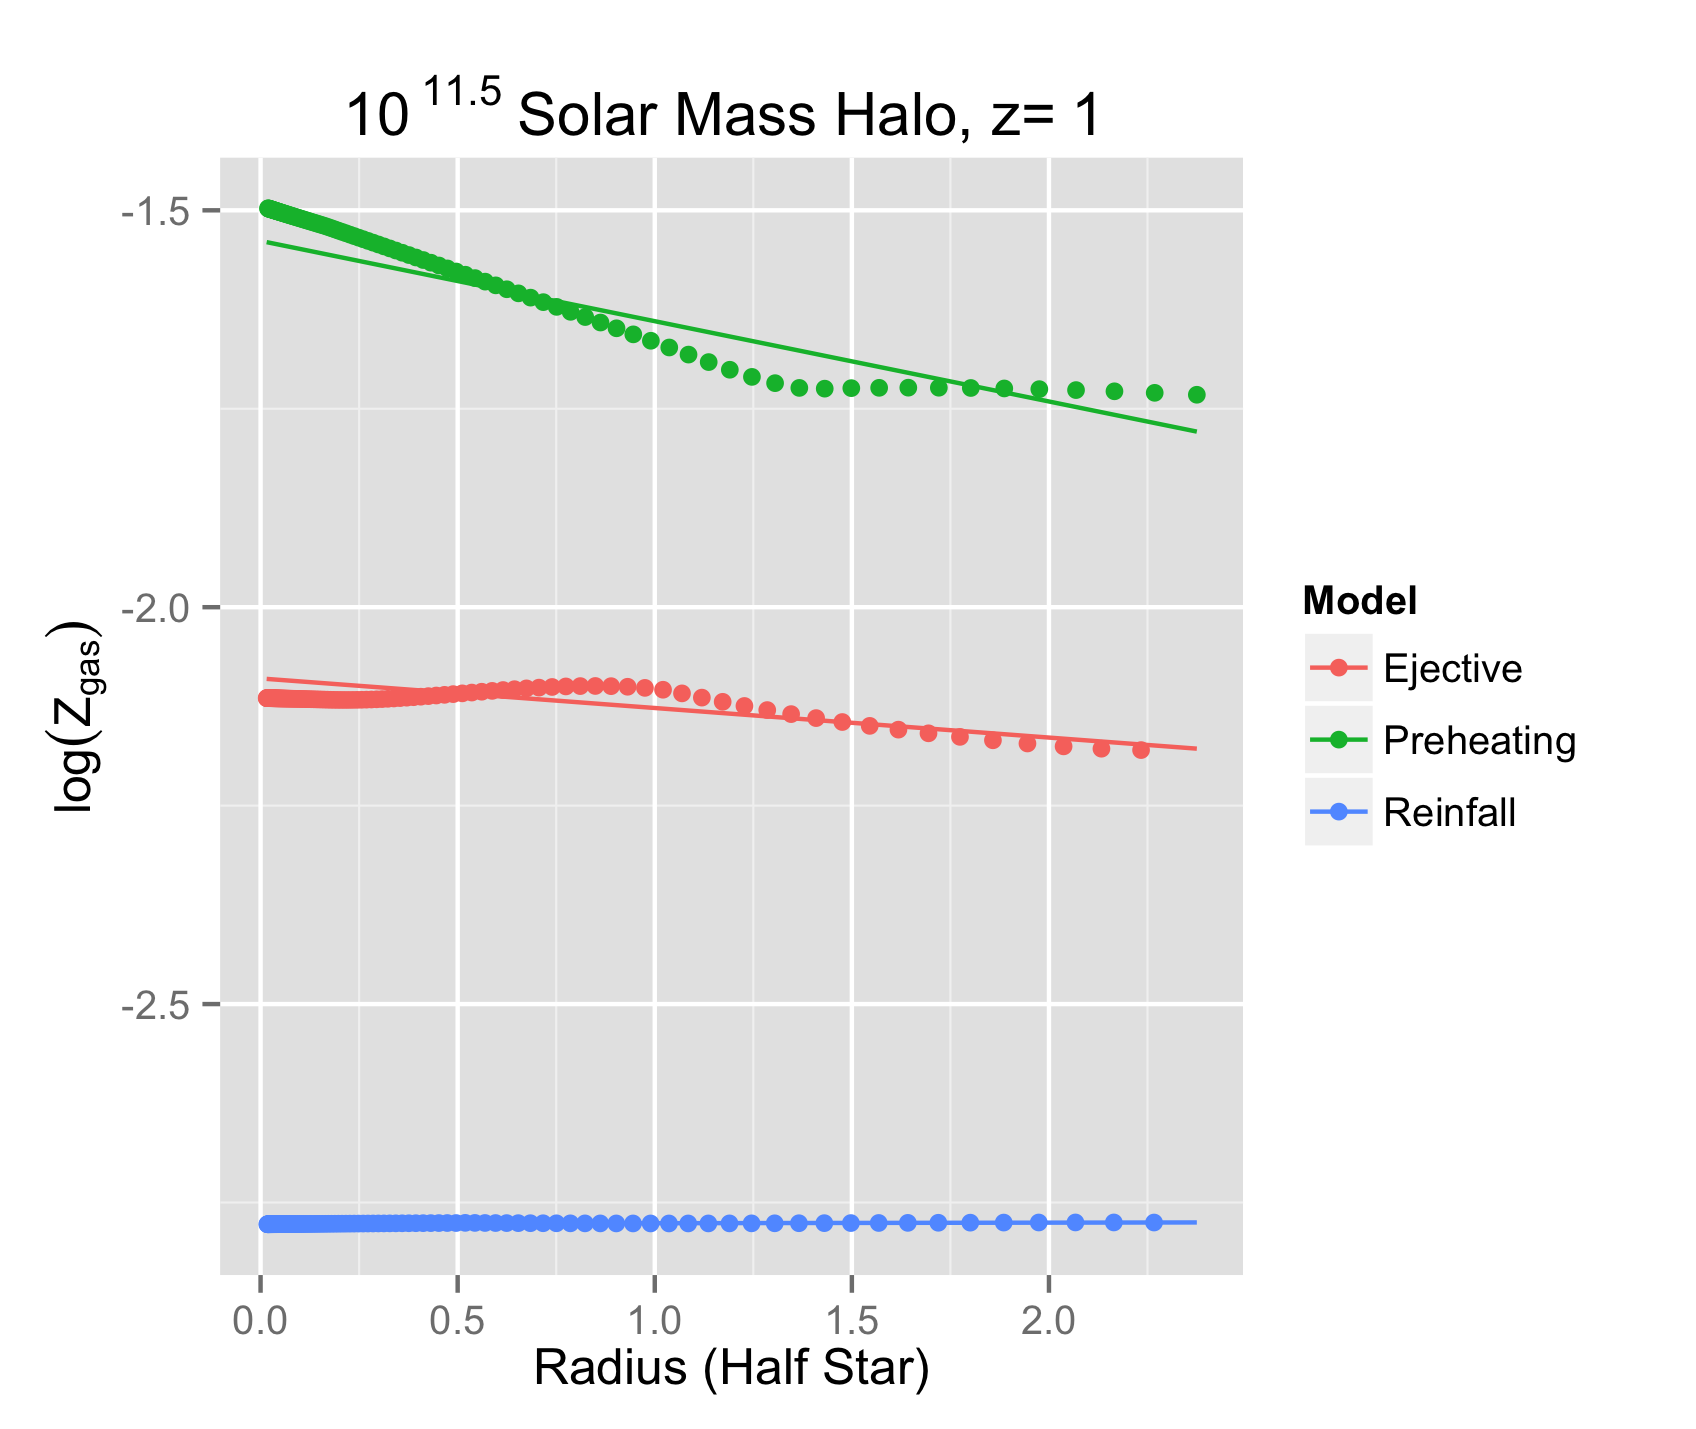 10 11.5 Solar Mass Halo, z= 1
-1.5
-2.0
-2.5
log(Zgas)
0.0 0.5 1.0 1.5 2.0
Radius (Half Star)
Model
Ejective
Preheating
Reinfall